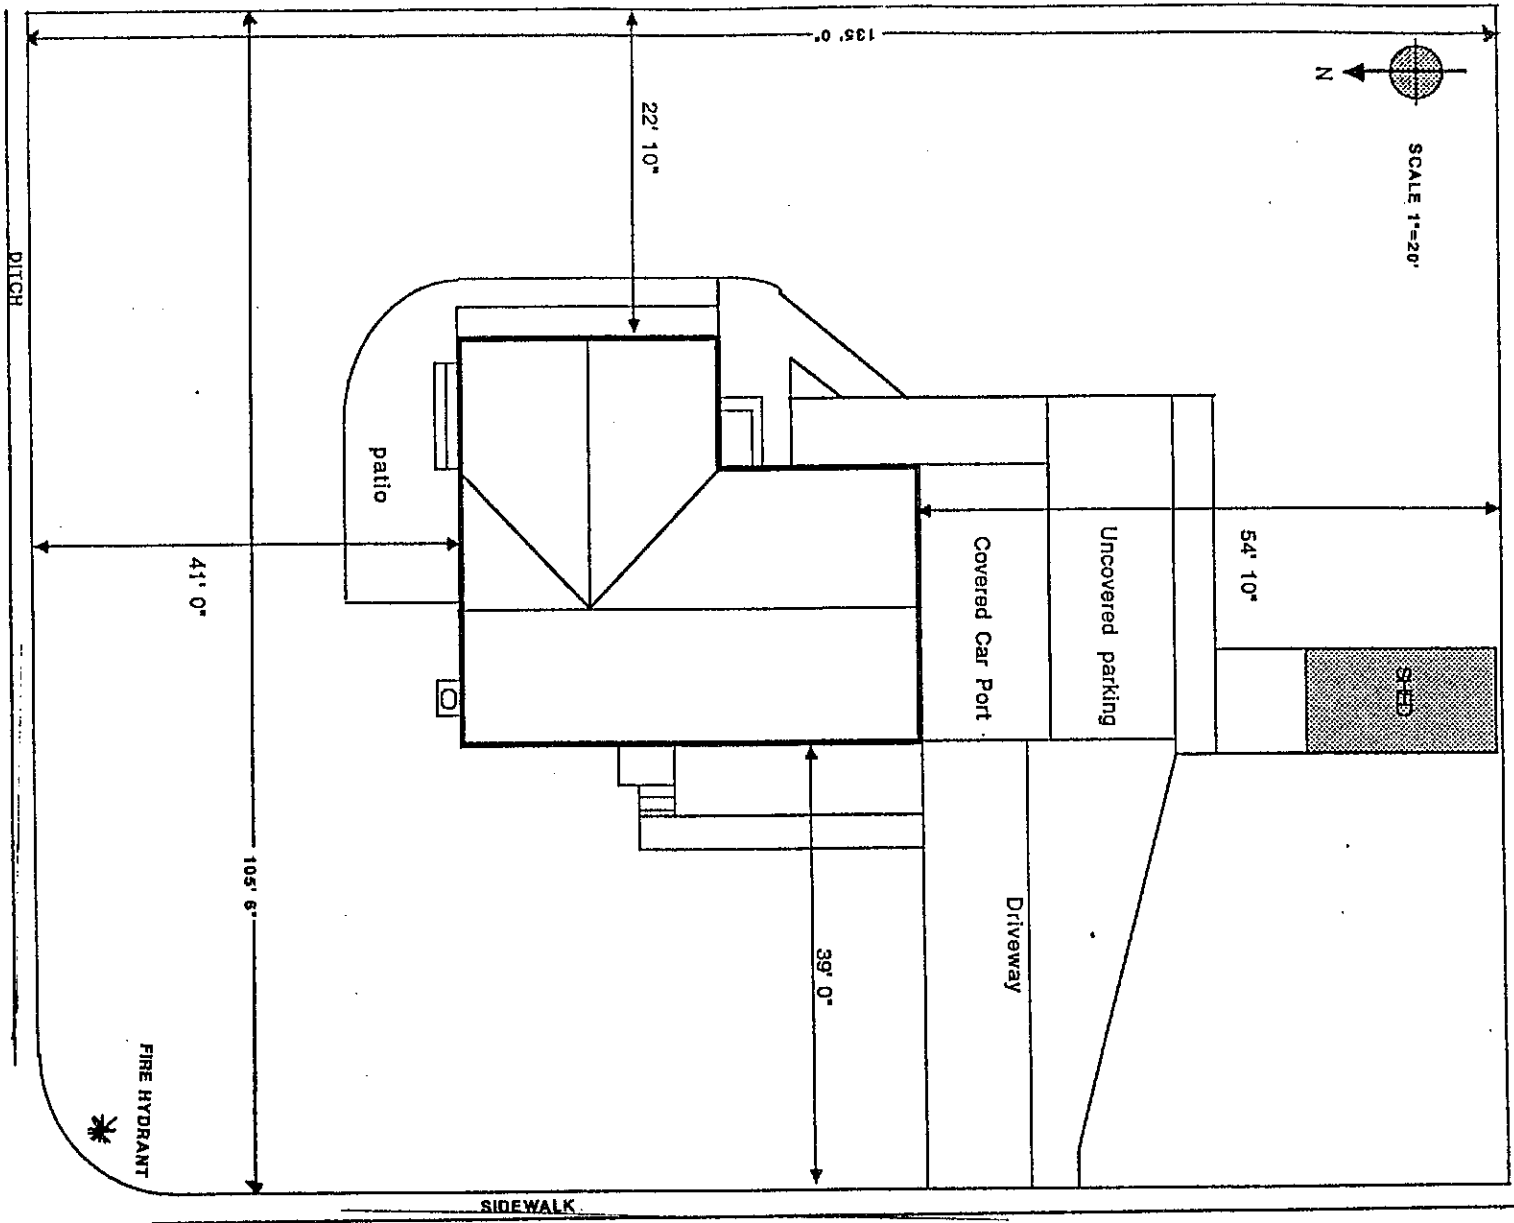 135' 0"
N
SCALE 1"=20'
22' 10"
DITCH
patio
41' 0"
54' 10"
Covered Car Port
Uncovered parking
SHED
105' 6"
39' 0"
Driveway
FIRE HYDRANT
SIDEWALK